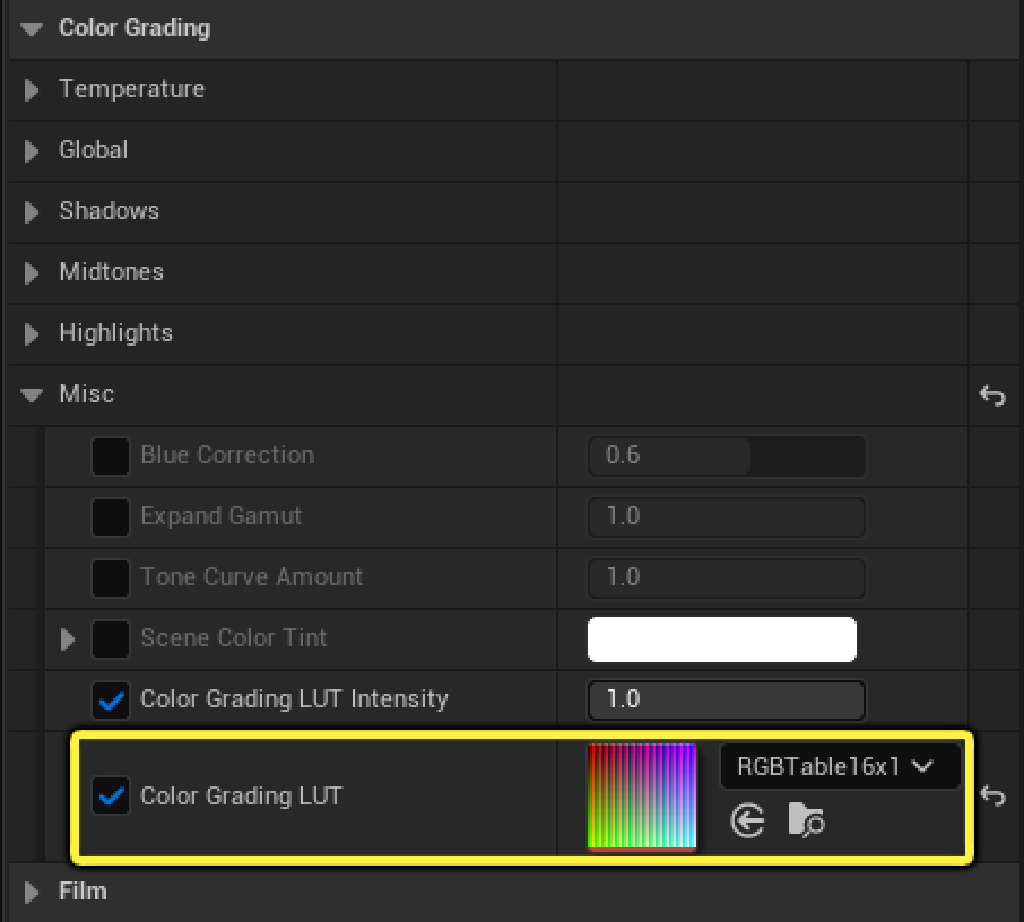 Color Grading
Temperature
Global
Shadows
Midtones
Highlights
Misc
Blue Correction 0.6
Expand Gamut 1.0
Tone Curve Amount 1.0
Scene Color Tint
Color Grading LUT Intensity 1.0
Color Grading LUT RGBTable16x1
Film